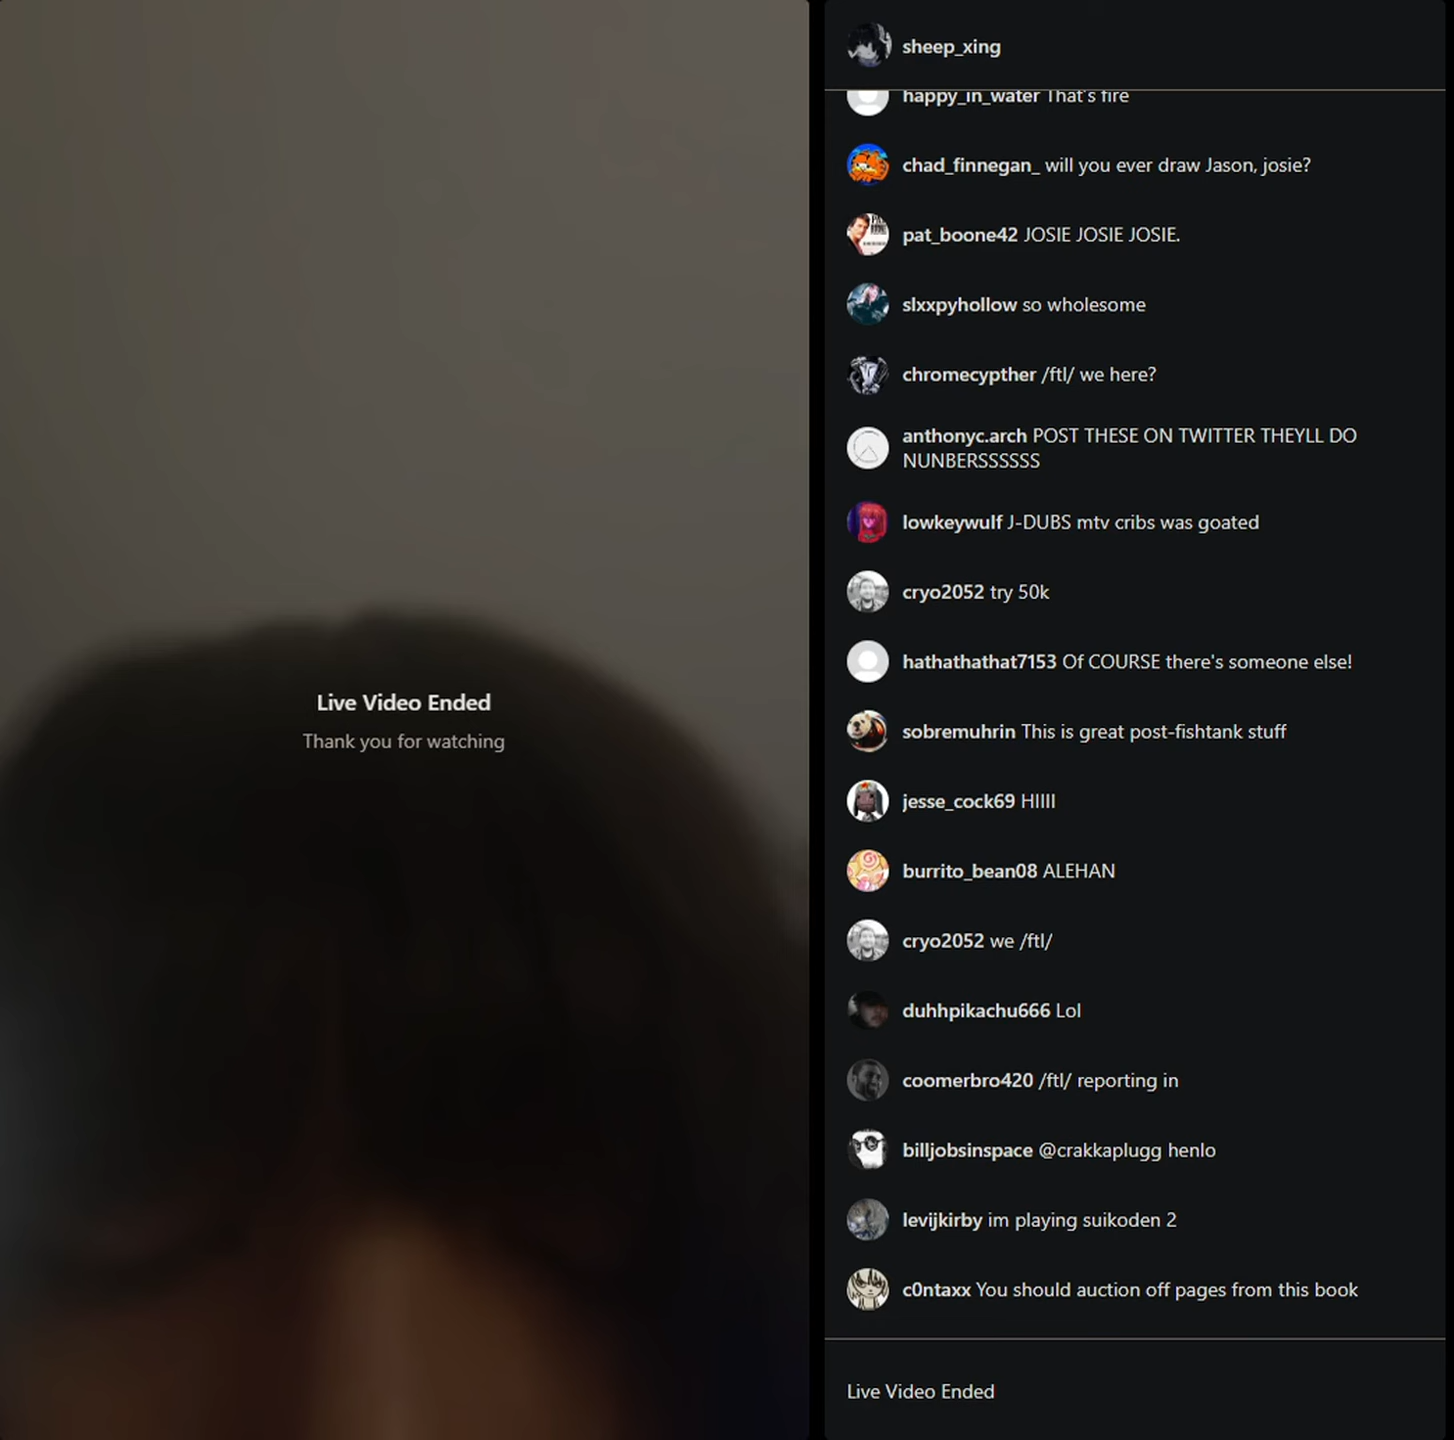 Live Video Ended
Thank you for watching
sheep_xing
happy_in_water That's fire
chad_finnegan_ will you ever draw Jason, josie?
pat_boone42 JOSIE JOSIE JOSIE.
slxxpyhollow so wholesome
chromecypther /ftl/ we here?
anthonyc.arch POST THESE ON TWITTER THEYLL DO
NUNBERSSSSSS
lowkeywulf J-DUBS mtv cribs was goated
cryo2052 try 50k
hathathathat7153 Of COURSE there's someone else!
sobremuhrin This is great post-fishtank stuff
jesse_cock69 HIIII
burrito_bean08 ALEHAN
cryo2052 we /ftl/
duhhpikachu666 Lol
coomerbro420 /ftl/ reporting in
billjobsinspace @crakkaplugg henlo
levijkirby im playing suikoden 2
c0ntaxx You should auction off pages from this book
Live Video Ended